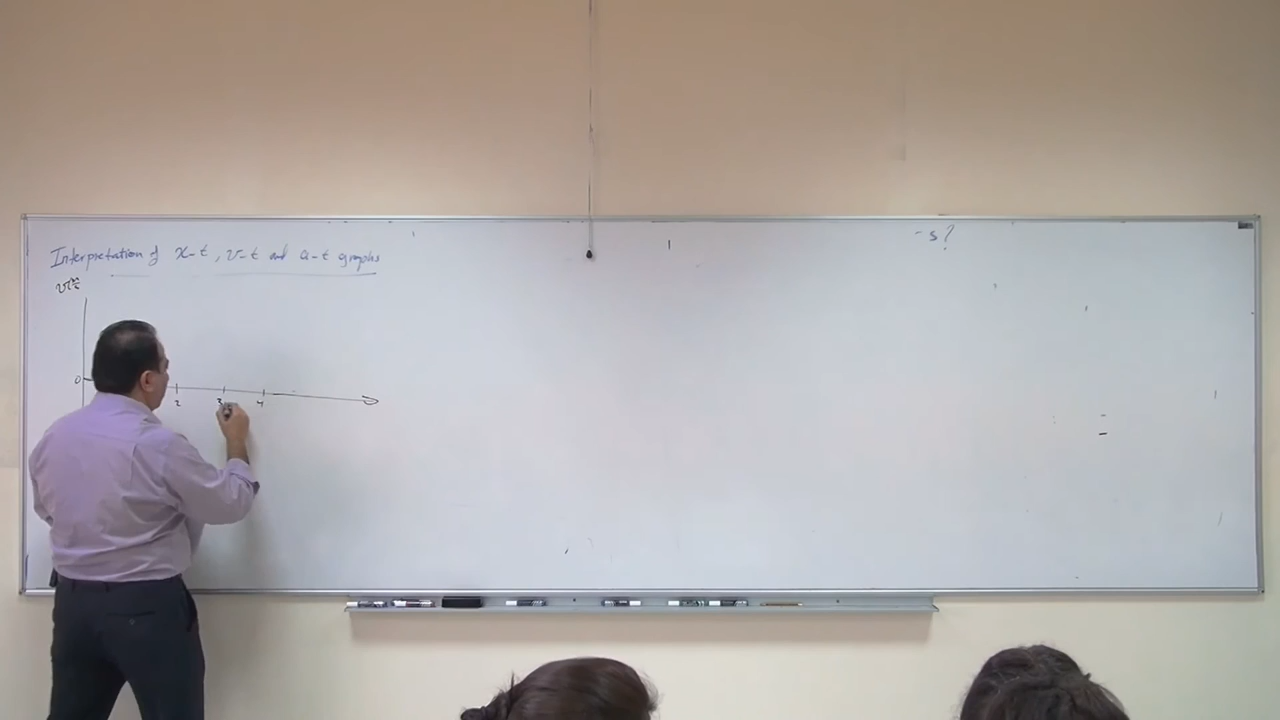 Interpretation of x-t, v-t and a-t graphs
-s?
0
2 3 4